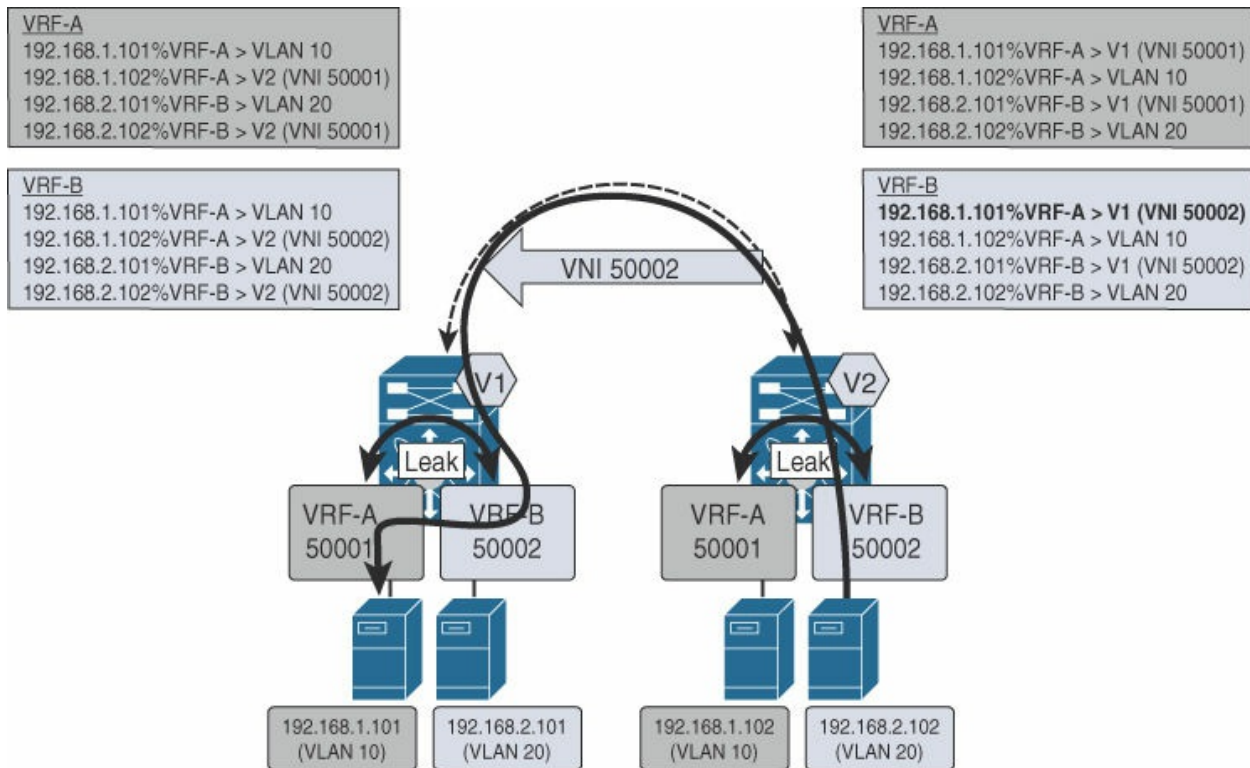 VRF-A
192.168.1.101%VRF-A > VLAN 10
192.168.1.102%VRF-A > V2 (VNI 50001)
192.168.2.101%VRF-B > VLAN 20
192.168.2.102%VRF-B > V2 (VNI 50001)
VRF-B
192.168.1.101%VRF-A > VLAN 10
192.168.1.102%VRF-A > V2 (VNI 50002)
192.168.2.101%VRF-B > VLAN 20
192.168.2.102%VRF-B > V2 (VNI 50002)
VRF-A
192.168.1.101%VRF-A > V1 (VNI 50001)
192.168.1.102%VRF-A > VLAN 10
192.168.2.101%VRF-B > V1 (VNI 50001)
192.168.2.102%VRF-B > VLAN 20
VRF-B
192.168.1.101%VRF-A > V1 (VNI 50002)
192.168.1.102%VRF-A > VLAN 10
192.168.2.101%VRF-B > V1 (VNI 50002)
192.168.2.102%VRF-B > VLAN 20
VNI 50002
V1
Leak
VRF-A
50001
VRF-B
50002
V2
Leak
VRF-A
50001
VRF-B
50002
192.168.1.101
(VLAN 10)
192.168.2.101
(VLAN 20)
192.168.1.102
(VLAN 10)
192.168.2.102
(VLAN 20)